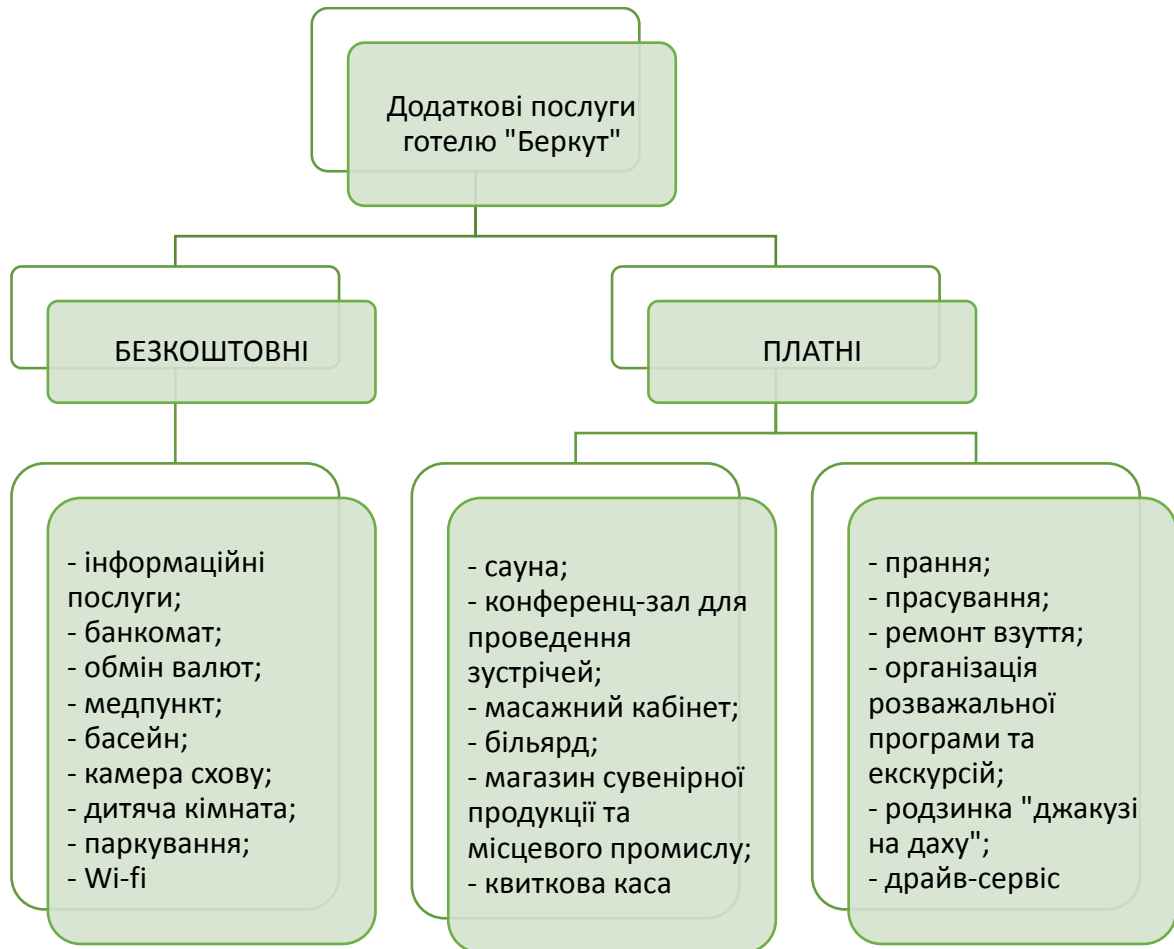 Додаткові послуги
готелю "Беркут"
БЕЗКОШТОВНІ
ПЛАТНІ
- інформаційні
послуги;
- банкомат;
- обмін валют;
- медпункт;
- басейн;
- камера схову;
- дитяча кімната;
- паркування;
- Wi-fi
- сауна;
- конференц-зал для
проведення
зустрічей;
- масажний кабінет;
- більярд;
- магазин сувенірної
продукції та
місцевого промислу;
- квиткова каса
- прання;
- прасування;
- ремонт взуття;
- організація
розважальної
програми та
екскурсій;
- родзинка "джакузі
на даху";
- драйв-сервіс